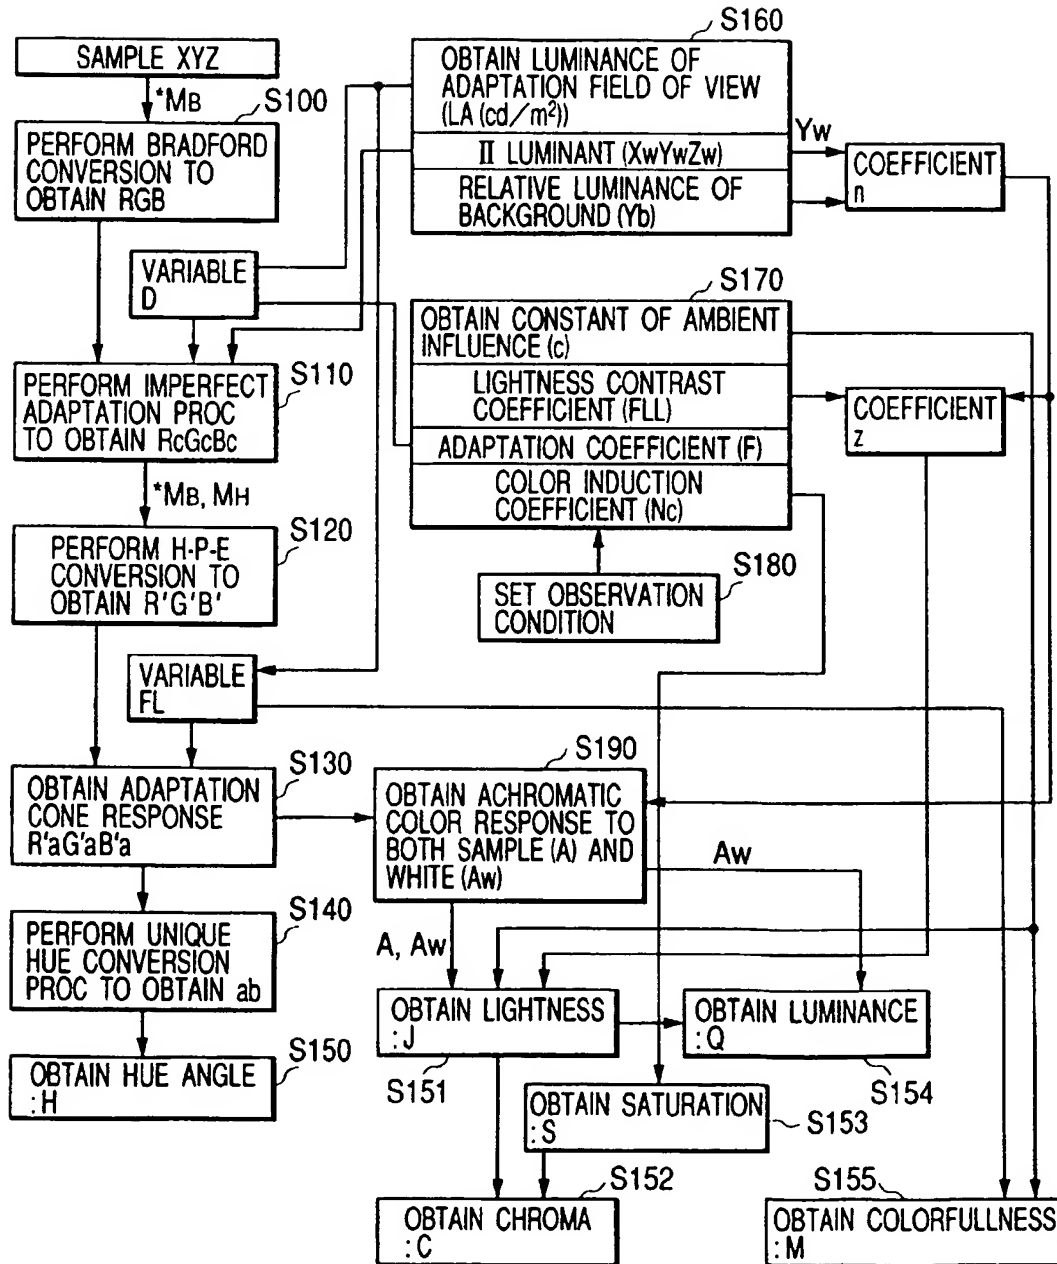 SAMPLE XYZ
*MB
S100
PERFORM BRADFORD
CONVERSION TO
OBTAIN RGB
VARIABLE
D
PERFORM IMPERFECT
ADAPTATION PROC
TO OBTAIN RcGcBc
S110
*MB, MH
S120
PERFORM H-P-E
CONVERSION TO
OBTAIN R'G'B'
VARIABLE
FL
OBTAIN ADAPTATION
CONE RESPONSE
R'aG'aB'a
S130
PERFORM UNIQUE
HUE CONVERSION
PROC TO OBTAIN ab
S140
OBTAIN HUE ANGLE
:H
S150
S160
OBTAIN LUMINANCE OF
ADAPTATION FIELD OF VIEW
(LA (cd/m²))
II LUMINANT (XwYwZw)
RELATIVE LUMINANCE OF
BACKGROUND (Yb)
Yw
COEFFICIENT
n
S170
OBTAIN CONSTANT OF AMBIENT
INFLUENCE (c)
LIGHTNESS CONTRAST
COEFFICIENT (FLL)
ADAPTATION COEFFICIENT (F)
COLOR INDUCTION
COEFFICIENT (Nc)
COEFFICIENT
z
S180
SET OBSERVATION
CONDITION
S190
OBTAIN ACHROMATIC
COLOR RESPONSE TO
BOTH SAMPLE (A) AND
WHITE (Aw)
Aw
A, Aw
OBTAIN LIGHTNESS
:J
S151
OBTAIN LUMINANCE
:Q
S154
OBTAIN SATURATION
:S
S153
S152
OBTAIN CHROMA
:C
S155
OBTAIN COLORFULLNESS
:M